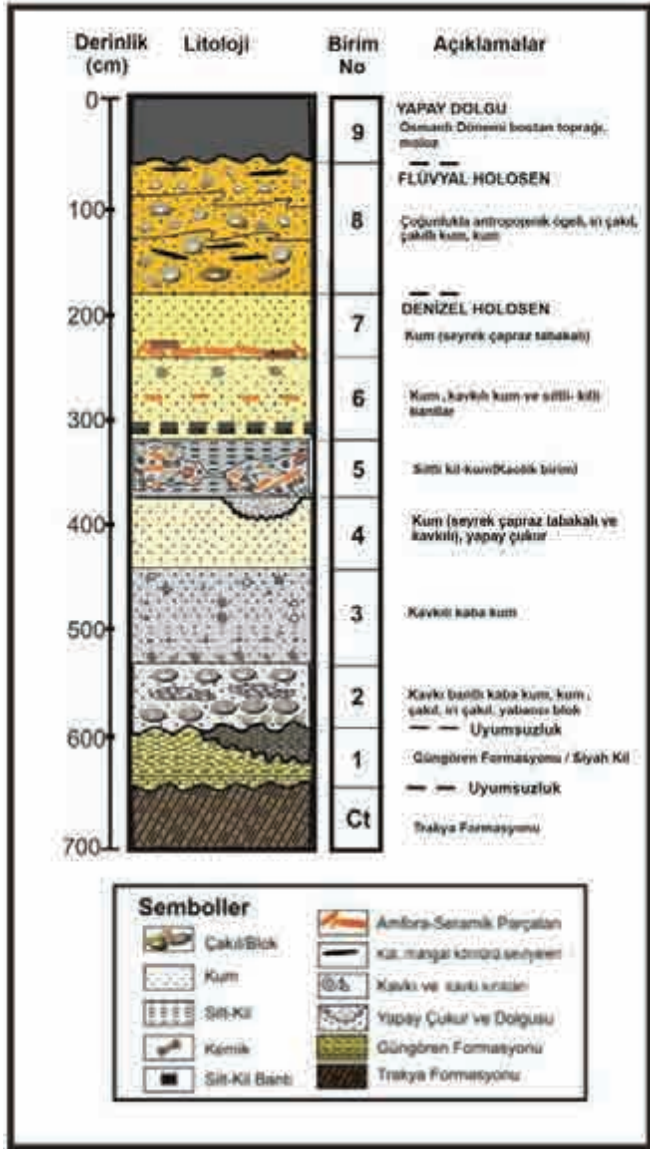 Derinlik
(cm)
Litoloji
Birim
No
Açıklamalar
0
100
200
300
400
500
600
700
9
8
7
6
5
4
3
2
1
Ct
YAPAY DOLGU
Osmanlı Dönemi bostan toprağı,
moloz
FLÜVYAL HOLOSEN
Çoğunlukla antropojenik ögeli, iri çakıl,
çakıllı kum, kum
DENİZEL HOLOSEN
Kum (seyrek çapraz tabakalı)
Kum, kavkılı kum ve siltli- killi
bantlar
Siltli kil-kum(Kaotik birim)
Kum (seyrek çapraz tabakalı ve
kavkılı), yapay çukur
Kavkılı kaba kum
Kavkı bantlı kaba kum, kum,
çakıl, iri çakıl, yabancı blok
Uyumsuzluk
Güngören Formasyonu / Siyah Kil
Uyumsuzluk
Trakya Formasyonu
Semboller
Çakıl/Blok
Kum
Silt-Kil
Kemik
Silt-Kil Bantı
Amfora-Seramik Parçaları
Kül, mangal kömürü seviyeleri
Kavkı ve kavkı kırıkları
Yapay Çukur ve Dolgusu
Güngören Formasyonu
Trakya Formasyonu